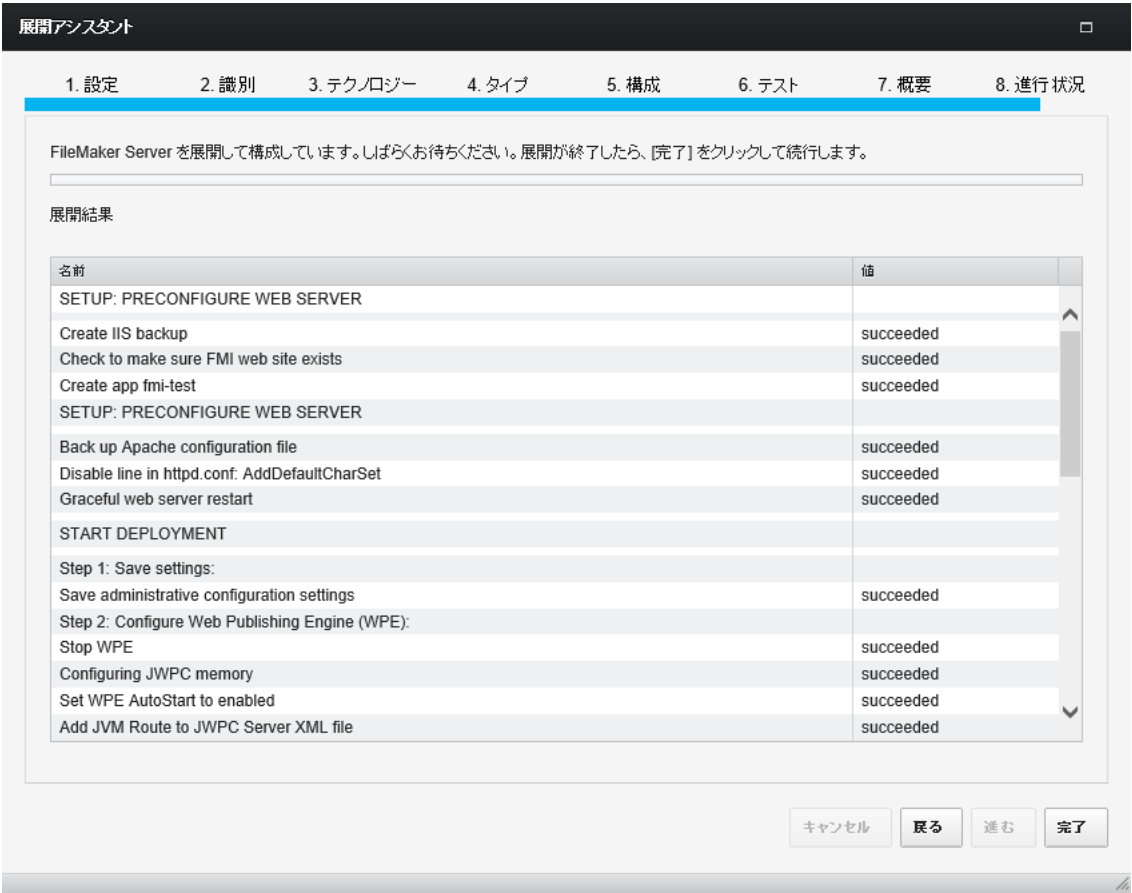 展開アシスタント
1. 設定 2. 識別 3. テクノロジー 4. タイプ 5. 構成 6. テスト 7. 概要 8. 進行状況
FileMaker Server を展開して構成しています。しばらくお待ちください。展開が終了したら、[完了] をクリックして続行します。
展開結果
名前 値
SETUP: PRECONFIGURE WEB SERVER
Create IIS backup succeeded
Check to make sure FMI web site exists succeeded
Create app fmi-test succeeded
SETUP: PRECONFIGURE WEB SERVER
Back up Apache configuration file succeeded
Disable line in httpd.conf: AddDefaultCharSet succeeded
Graceful web server restart succeeded
START DEPLOYMENT
Step 1: Save settings:
Save administrative configuration settings succeeded
Step 2: Configure Web Publishing Engine (WPE):
Stop WPE succeeded
Configuring JWPC memory succeeded
Set WPE AutoStart to enabled succeeded
Add JVM Route to JWPC Server XML file succeeded
キャンセル 戻る 進む 完了